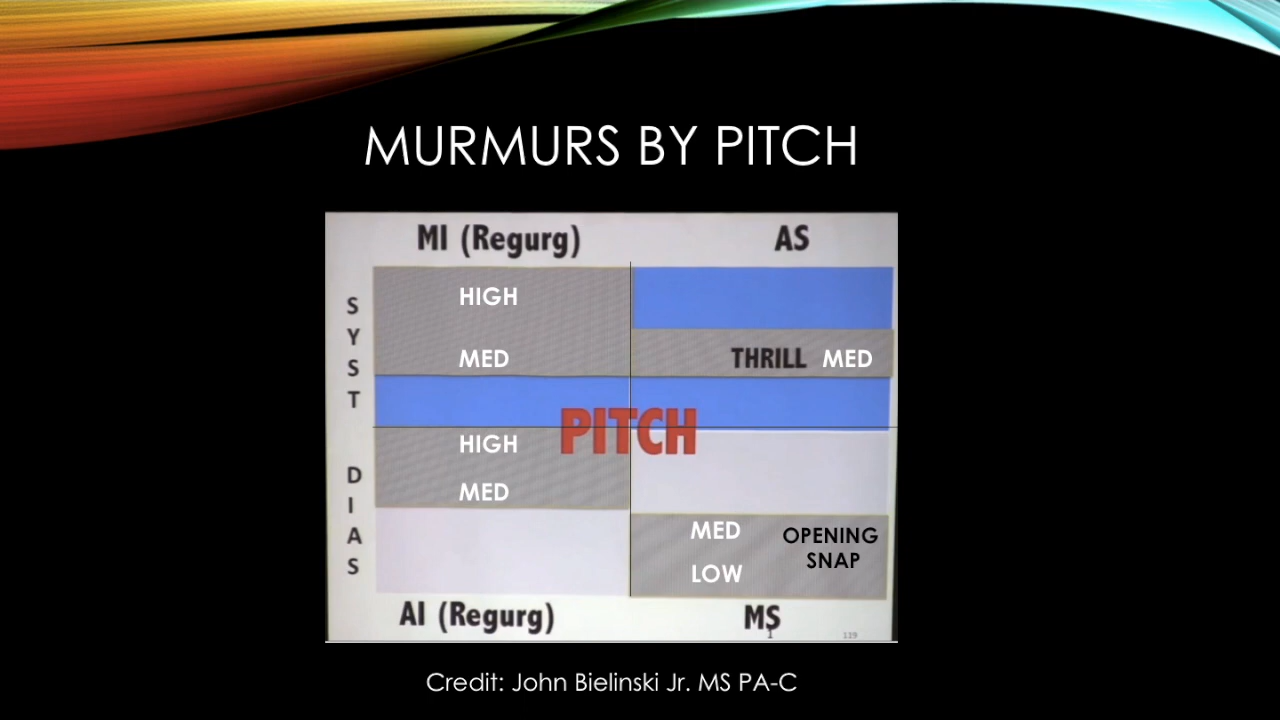 MURMURS BY PITCH
MI (Regurg)
AS
S
Y
S
T
HIGH
MED
THRILL MED
PITCH
D
I
A
S
HIGH
MED
MED
LOW
OPENING
SNAP
AI (Regurg)
MS
119
Credit: John Bielinski Jr. MS PA-C